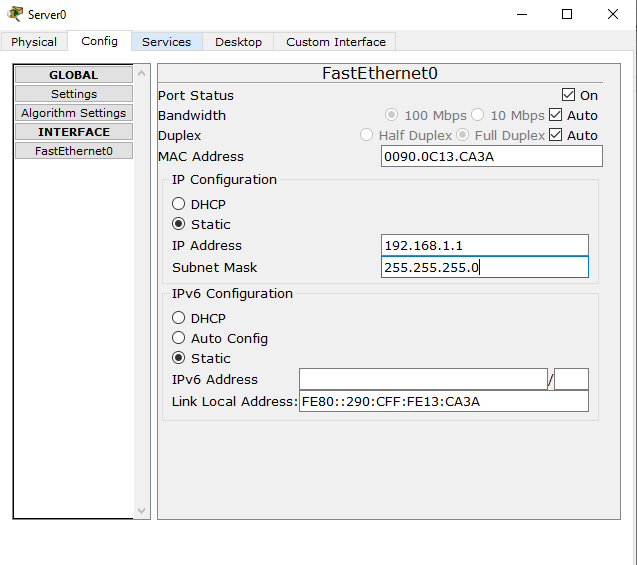 Server0
Physical Config Services Desktop Custom Interface
GLOBAL
Settings
Algorithm Settings
INTERFACE
FastEthernet0
FastEthernet0
Port Status On
Bandwidth 100 Mbps 10 Mbps Auto
Duplex Half Duplex Full Duplex Auto
MAC Address 0090.0C13.CA3A
IP Configuration
DHCP
Static
IP Address 192.168.1.1
Subnet Mask 255.255.255.0
IPv6 Configuration
DHCP
Auto Config
Static
IPv6 Address /
Link Local Address: FE80::290:CFF:FE13:CA3A